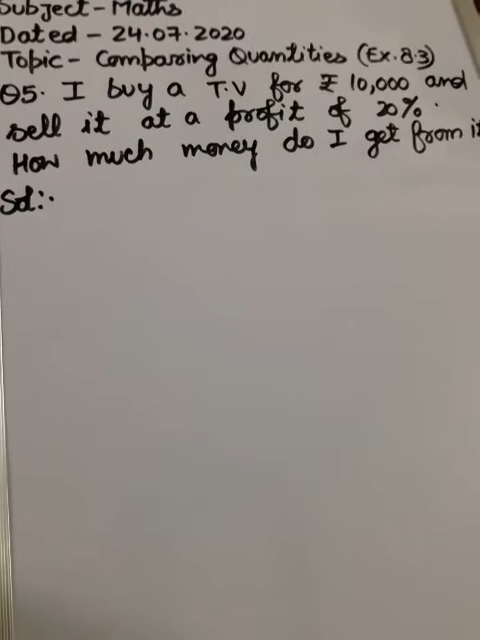 Subject - Maths
Dated - 24.07.2020
Topic - Comparing Quantities (Ex.8.3)
Q5. I buy a T.V for ₹ 10,000 and
sell it at a profit of 20%.
How much money do I get from it
Sol:-